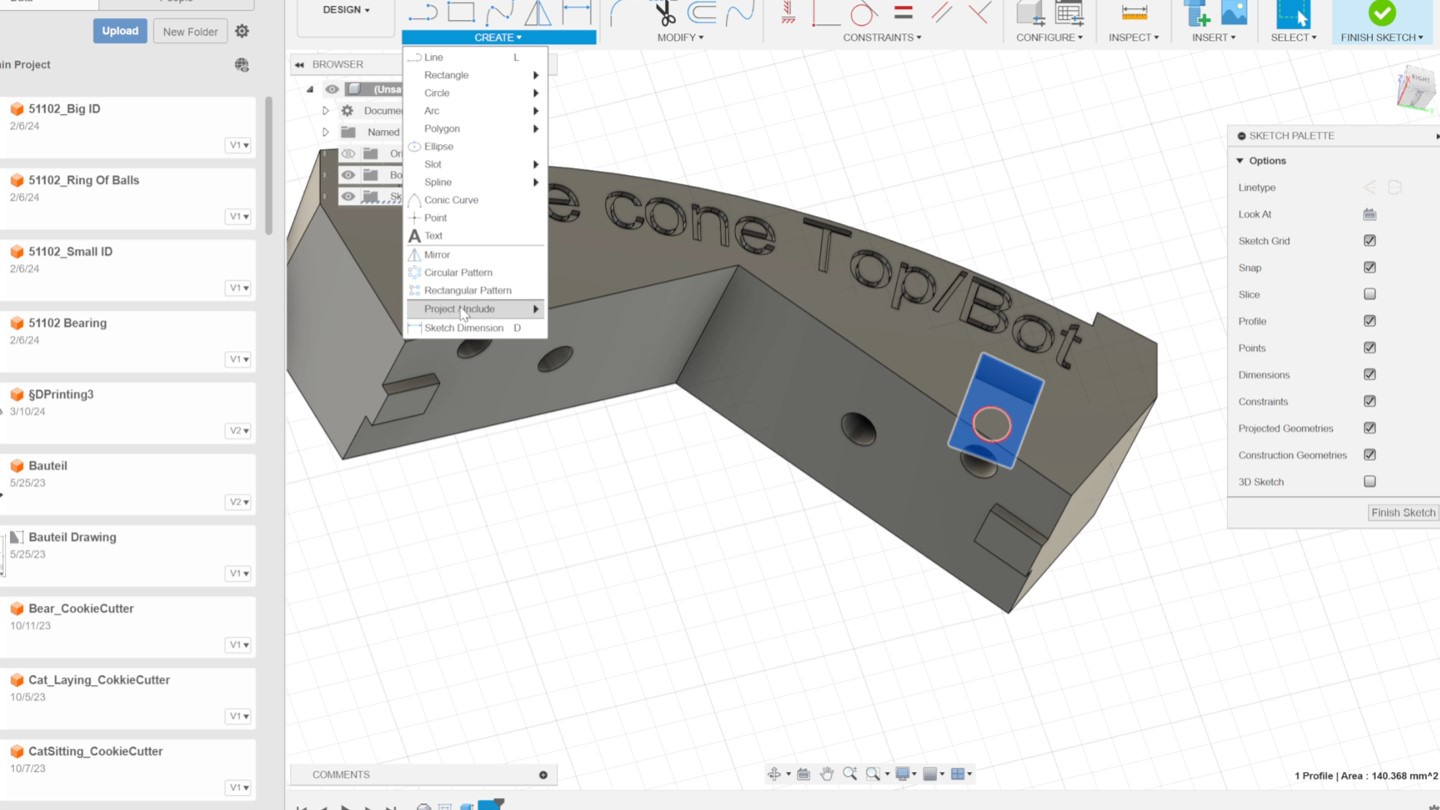 Upload
New Folder
in Project
51102_Big ID
2/6/24
V1
51102_Ring Of Balls
2/6/24
V1
51102_Small ID
2/6/24
V1
51102 Bearing
2/6/24
V1
§DPrinting3
3/10/24
V2
Bauteil
5/25/23
V2
Bauteil Drawing
5/25/23
V1
Bear_CookieCutter
10/11/23
V1
Cat_Laying_CokkieCutter
10/5/23
V1
CatSitting_CookieCutter
10/7/23
V1
DESIGN
CREATE
MODIFY
CONSTRAINTS
CONFIGURE
INSPECT
INSERT
SELECT
FINISH SKETCH
BROWSER
(Unsa
Docume
Named
Ori
Bo
Sk
Line L
Rectangle
Circle
Arc
Polygon
Ellipse
Slot
Spline
Conic Curve
Point
Text
Mirror
Circular Pattern
Rectangular Pattern
Project / Include
Sketch Dimension D
e cone Top/Bot
RIGHT
SKETCH PALETTE
Options
Linetype
Look At
Sketch Grid
Snap
Slice
Profile
Points
Dimensions
Constraints
Projected Geometries
Construction Geometries
3D Sketch
Finish Sketch
COMMENTS
1 Profile | Area : 140.368 mm^2